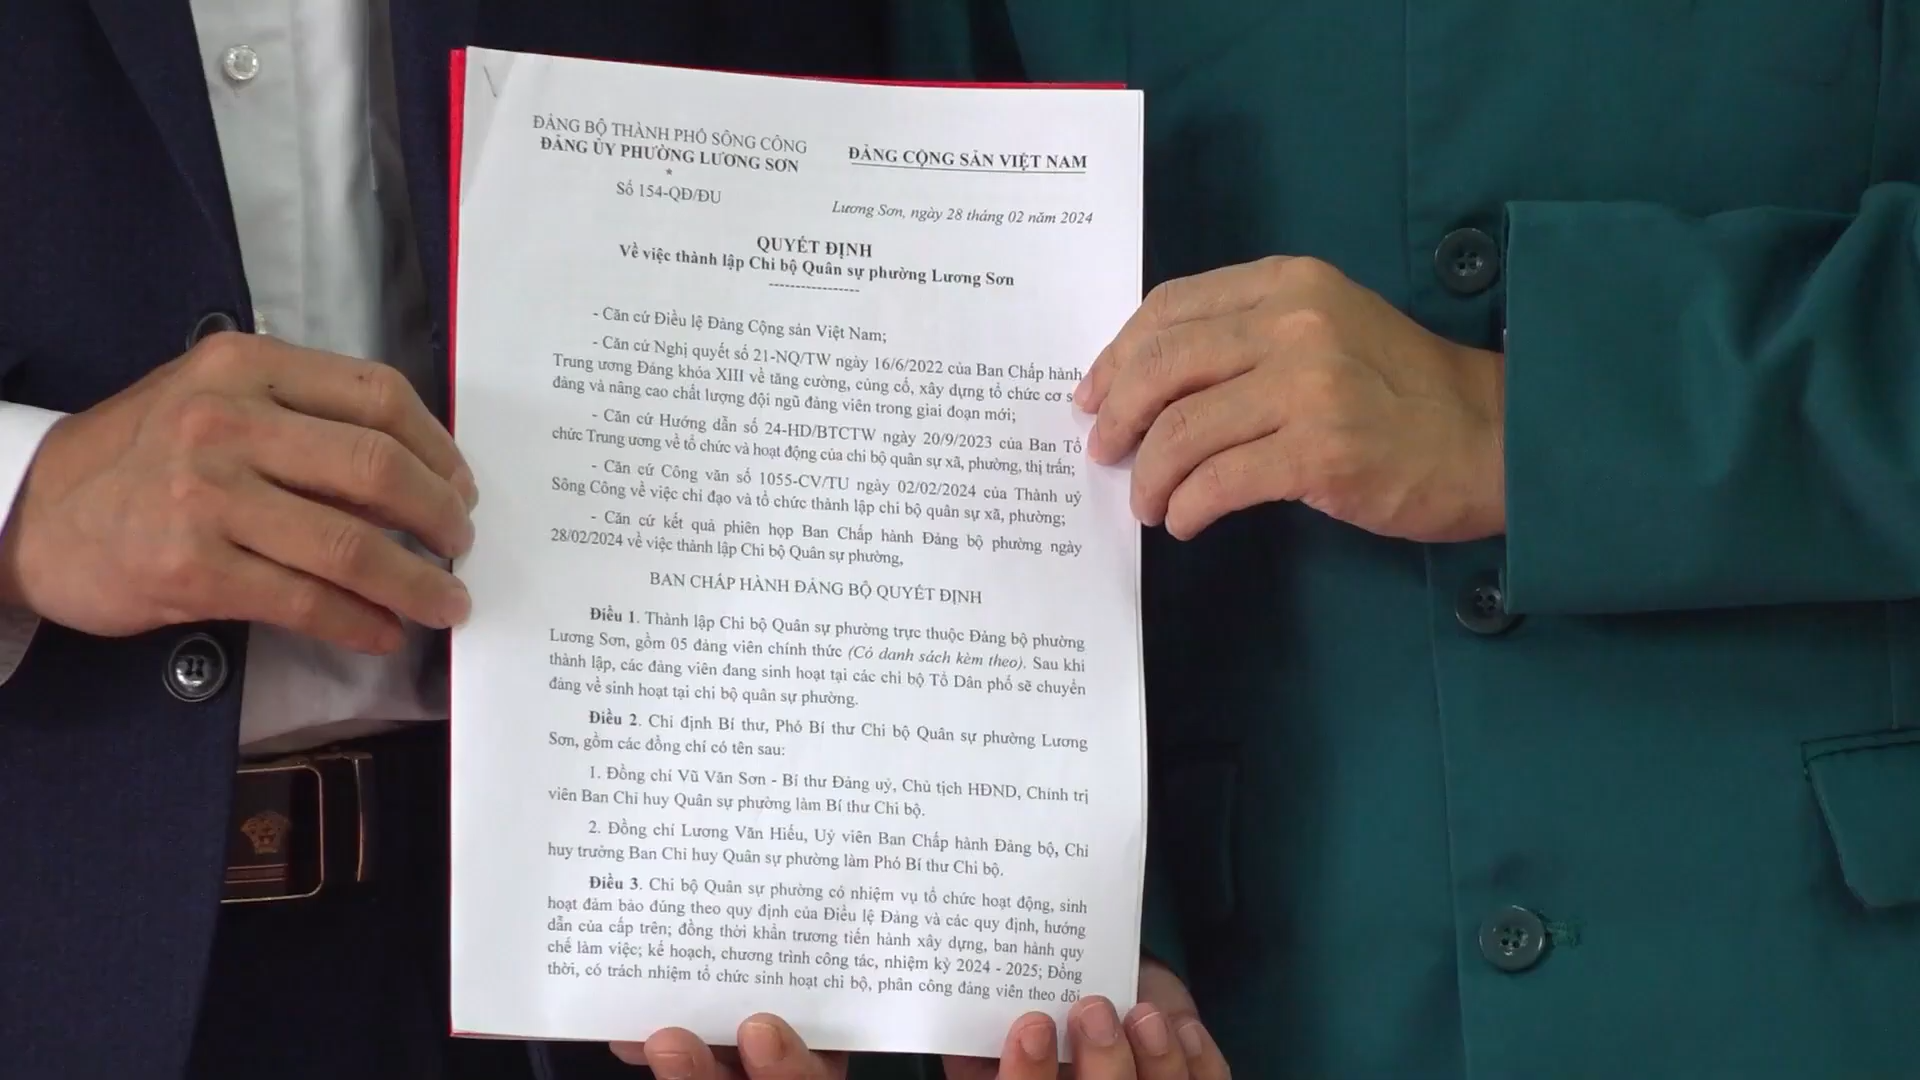 ĐẢNG BỘ THÀNH PHỐ SÔNG CÔNG
ĐẢNG ỦY PHƯỜNG LƯƠNG SƠN
*
Số 154-QĐ/ĐU
ĐẢNG CỘNG SẢN VIỆT NAM
Lương Sơn, ngày 28 tháng 02 năm 2024
QUYẾT ĐỊNH
Về việc thành lập Chi bộ Quân sự phường Lương Sơn
----------------
- Căn cứ Điều lệ Đảng Cộng sản Việt Nam;
- Căn cứ Nghị quyết số 21-NQ/TW ngày 16/6/2022 của Ban Chấp hành
Trung ương Đảng khóa XIII về tăng cường, củng cố, xây dựng tổ chức cơ
đảng và nâng cao chất lượng đội ngũ đảng viên trong giai đoạn mới;
- Căn cứ Hướng dẫn số 24-HD/BTCTW ngày 20/9/2023 của Ban Tổ
chức Trung ương về tổ chức và hoạt động của chi bộ quân sự xã, phường, thị trấn;
- Căn cứ Công văn số 1055-CV/TU ngày 02/02/2024 của Thành uỷ
Sông Công về việc chỉ đạo và tổ chức thành lập chi bộ quân sự xã, phường;
- Căn cứ kết quả phiên họp Ban Chấp hành Đảng bộ phường ngày
28/02/2024 về việc thành lập Chi bộ Quân sự phường,
BAN CHẤP HÀNH ĐẢNG BỘ QUYẾT ĐỊNH
Điều 1. Thành lập Chi bộ Quân sự phường trực thuộc Đảng bộ phường
Lương Sơn, gồm 05 đảng viên chính thức (Có danh sách kèm theo). Sau khi
thành lập, các đảng viên đang sinh hoạt tại các chi bộ Tổ Dân phố sẽ chuyển
đảng về sinh hoạt tại chi bộ quân sự phường.
Điều 2. Chỉ định Bí thư, Phó Bí thư Chi bộ Quân sự phường Lương
Sơn, gồm các đồng chí có tên sau:
1. Đồng chí Vũ Văn Sơn - Bí thư Đảng uỷ, Chủ tịch HĐND, Chính trị
viên Ban Chỉ huy Quân sự phường làm Bí thư Chi bộ.
2. Đồng chí Lương Văn Hiếu, Uỷ viên Ban Chấp hành Đảng bộ, Chỉ
huy trưởng Ban Chỉ huy Quân sự phường làm Phó Bí thư Chi bộ.
Điều 3. Chi bộ Quân sự phường có nhiệm vụ tổ chức hoạt động, sinh
hoạt đảm bảo đúng theo quy định của Điều lệ Đảng và các quy định, hướng
dẫn của cấp trên; đồng thời khẩn trương tiến hành xây dựng, ban hành quy
chế làm việc; kế hoạch, chương trình công tác, nhiệm kỳ 2024 - 2025; Đồng
thời, có trách nhiệm tổ chức sinh hoạt chi bộ, phân công đảng viên theo dõi